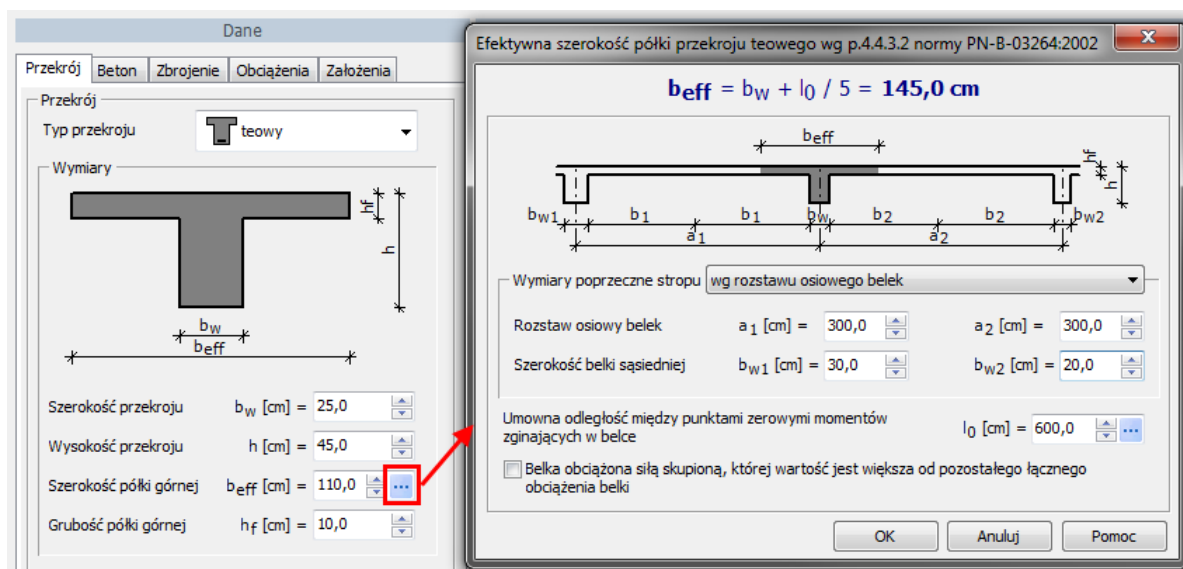 Dane
Przekrój Beton Zbrojenie Obciążenia Założenia
Przekrój
Typ przekroju teowy
Wymiary
hf
h
bw
beff
Szerokość przekroju bw [cm] = 25,0
Wysokość przekroju h [cm] = 45,0
Szerokość półki górnej beff [cm] = 110,0 ...
Grubość półki górnej hf [cm] = 10,0
Efektywna szerokość półki przekroju teowego wg p.4.4.3.2 normy PN-B-03264:2002
beff = bw + l0 / 5 = 145,0 cm
beff
hf
h
bw1 b1 b1 bw b2 b2 bw2
a1 a2
Wymiary poprzeczne stropu wg rozstawu osiowego belek
Rozstaw osiowy belek a1 [cm] = 300,0 a2 [cm] = 300,0
Szerokość belki sąsiedniej bw1 [cm] = 30,0 bw2 [cm] = 20,0
Umowna odległość między punktami zerowymi momentów
zginających w belce l0 [cm] = 600,0 ...
Belka obciążona siłą skupioną, której wartość jest większa od pozostałego łącznego
obciążenia belki
OK Anuluj Pomoc